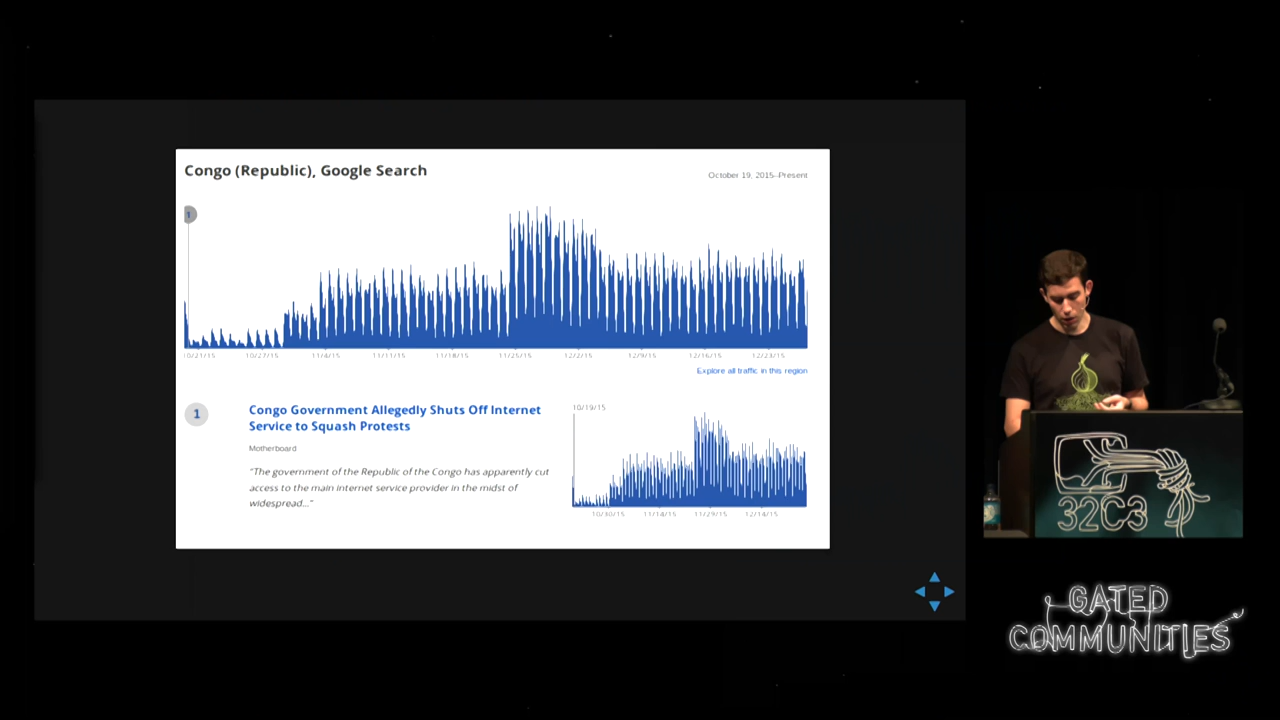 Congo (Republic), Google Search
October 19, 2015–Present
1
10/21/15 10/27/15 11/4/15 11/11/15 11/18/15 11/25/15 12/2/15 12/9/15 12/16/15 12/23/15
Explore all traffic in this region
1
Congo Government Allegedly Shuts Off Internet
Service to Squash Protests
Motherboard
"The government of the Republic of the Congo has apparently cut
access to the main internet service provider in the midst of
widespread..."
10/19/15
10/30/15 11/14/15 11/29/15 12/14/15
32C3
GATED
COMMUNITIES